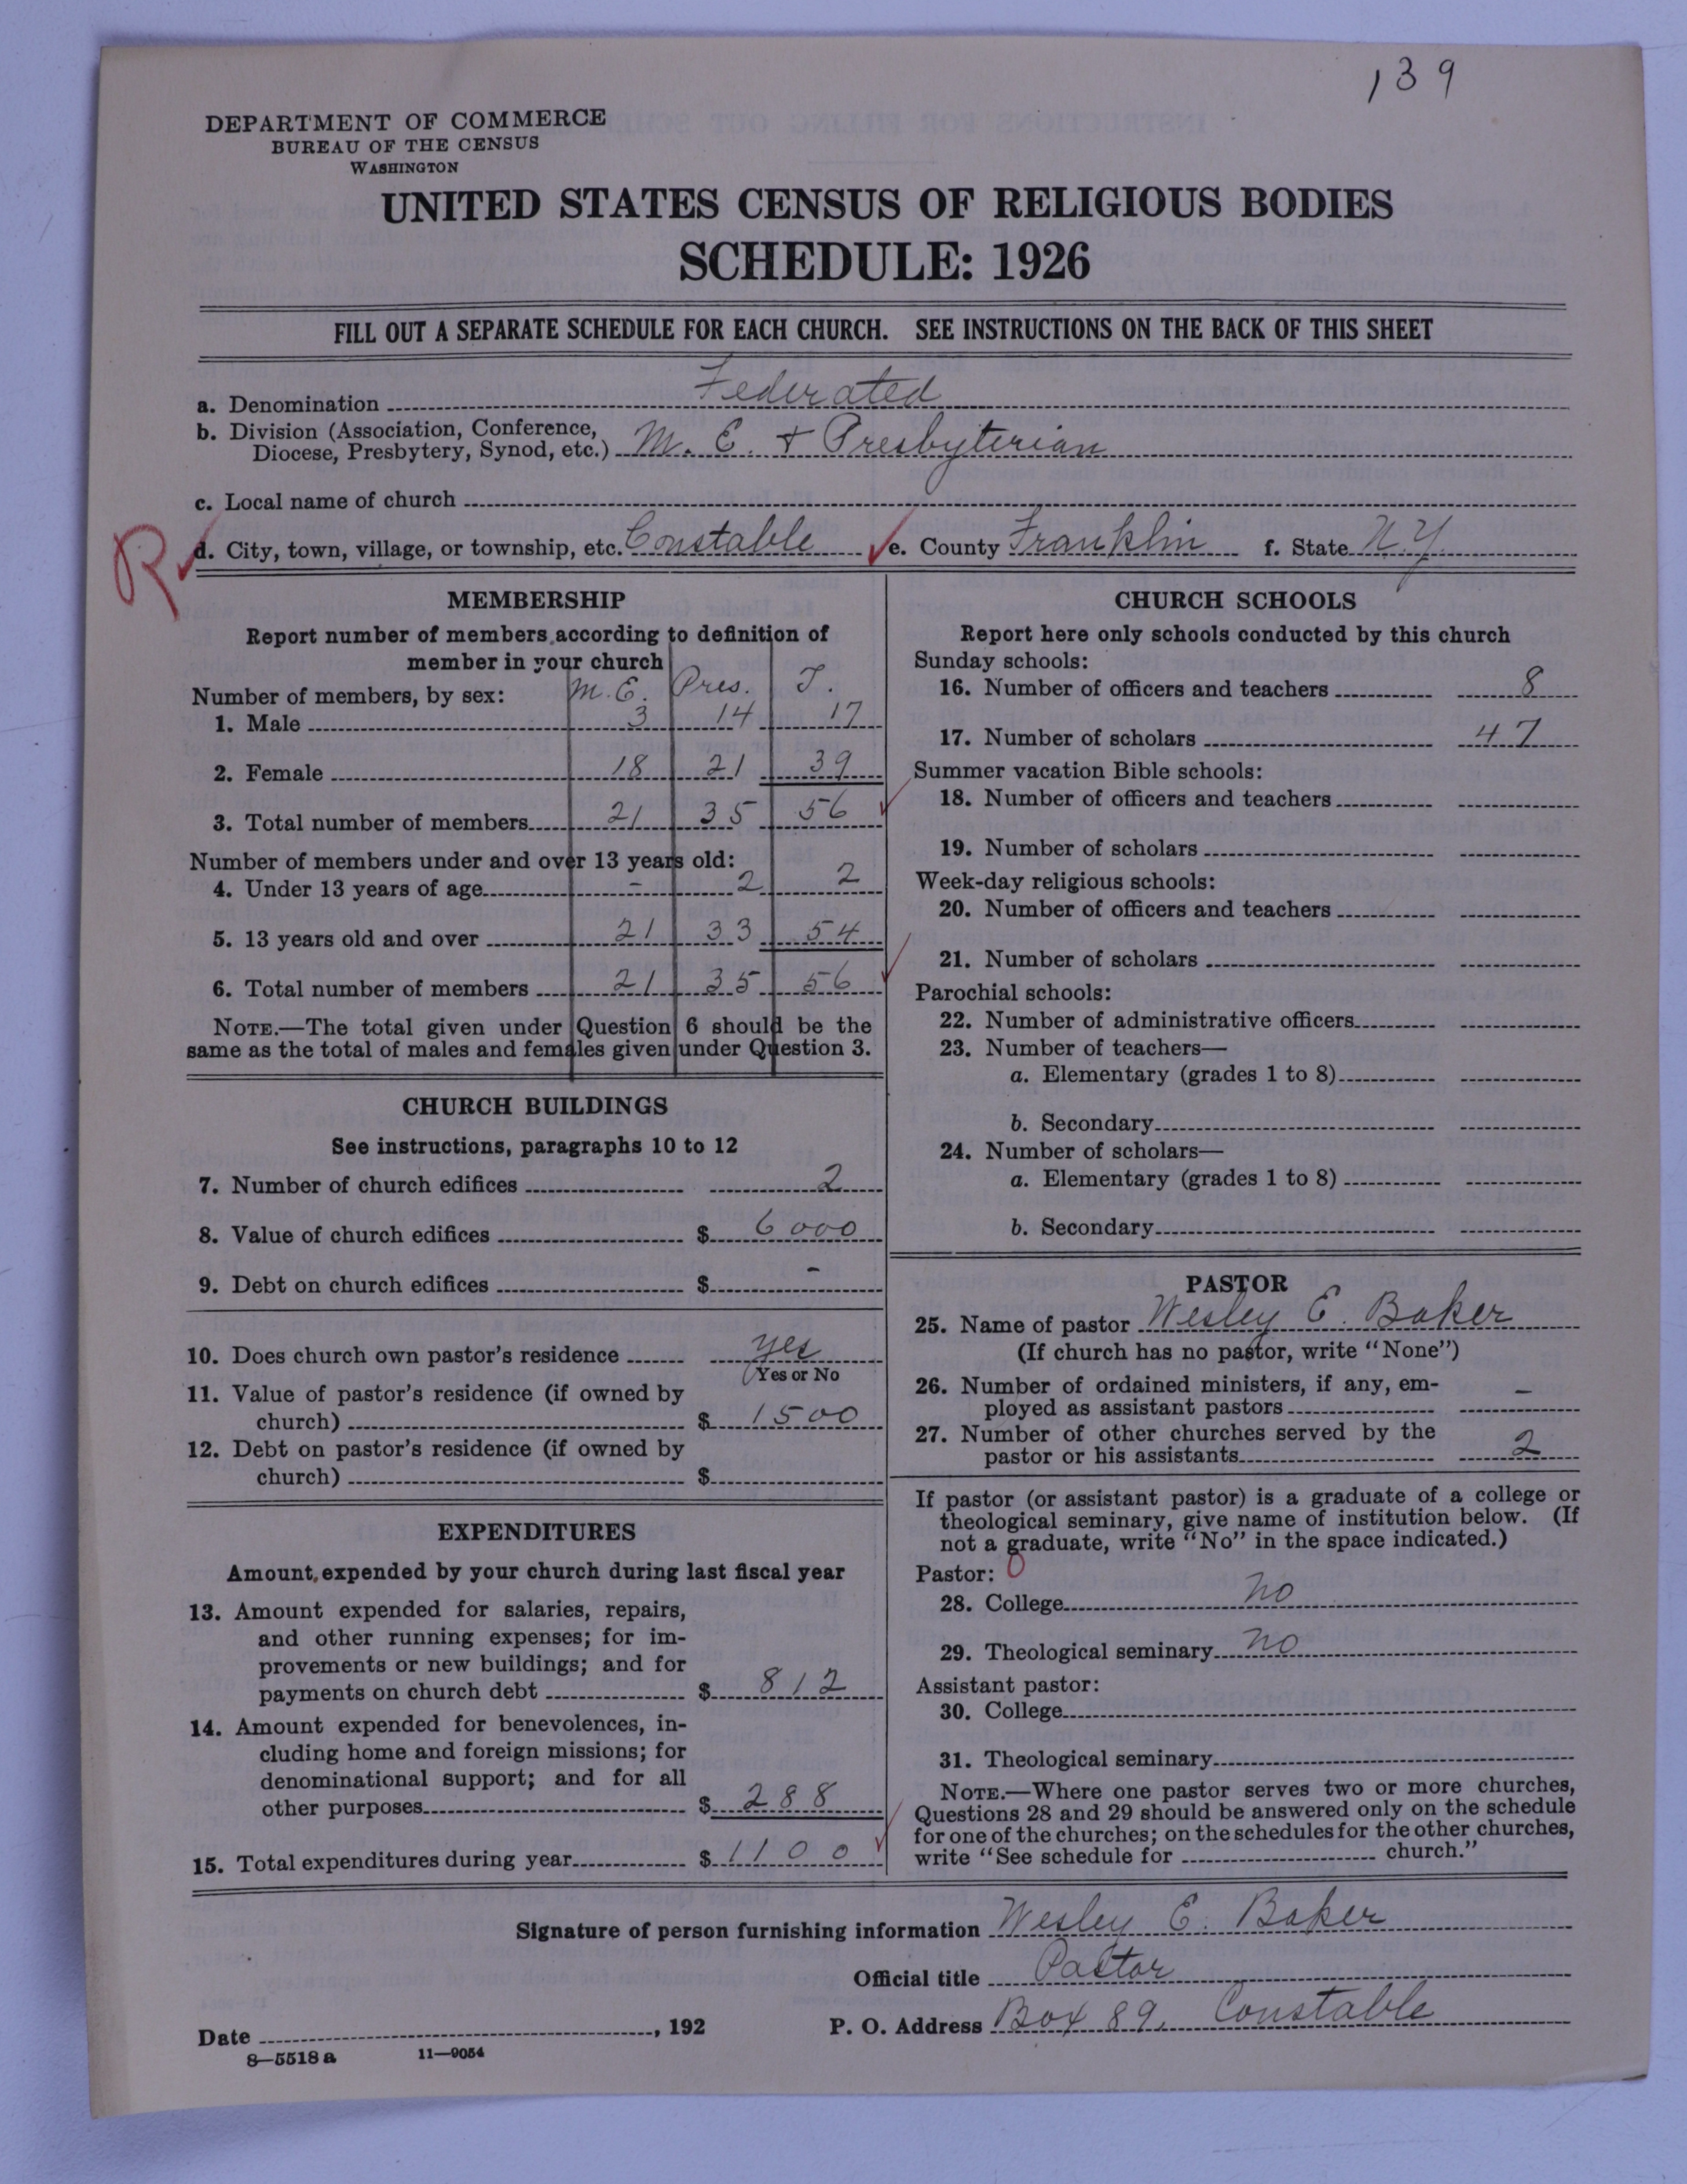 139
DEPARTMENT OF COMMERCE
BUREAU OF THE CENSUS
WASHINGTON
UNITED STATES CENSUS OF RELIGIOUS BODIES
SCHEDULE: 1926
FILL OUT A SEPARATE SCHEDULE FOR EACH CHURCH. SEE INSTRUCTIONS ON THE BACK OF THIS SHEET
a. Denomination Federated
b. Division (Association, Conference,
Diocese, Presbytery, Synod, etc.) M. E. + Presbyterian
c. Local name of church
R d. City, town, village, or township, etc. Constable e. County Franklin f. State N.Y.
MEMBERSHIP
Report number of members according to definition of
member in your church
Number of members, by sex: M.E. Pres. T.
1. Male 3 14 17
2. Female 18 21 39
3. Total number of members 21 35 56
Number of members under and over 13 years old:
4. Under 13 years of age - 2 2
5. 13 years old and over 21 33 54
6. Total number of members 21 35 56
NOTE.—The total given under Question 6 should be the
same as the total of males and females given under Question 3.
CHURCH BUILDINGS
See instructions, paragraphs 10 to 12
7. Number of church edifices 2
8. Value of church edifices $ 6000
9. Debt on church edifices $ -
10. Does church own pastor's residence yes
Yes or No
11. Value of pastor's residence (if owned by
church) $ 1500
12. Debt on pastor's residence (if owned by
church) $
EXPENDITURES
Amount expended by your church during last fiscal year
13. Amount expended for salaries, repairs,
and other running expenses; for im-
provements or new buildings; and for
payments on church debt $ 812
14. Amount expended for benevolences, in-
cluding home and foreign missions; for
denominational support; and for all
other purposes $ 288
15. Total expenditures during year $ 1100
CHURCH SCHOOLS
Report here only schools conducted by this church
Sunday schools:
16. Number of officers and teachers 8
17. Number of scholars 47
Summer vacation Bible schools:
18. Number of officers and teachers
19. Number of scholars
Week-day religious schools:
20. Number of officers and teachers
21. Number of scholars
Parochial schools:
22. Number of administrative officers
23. Number of teachers—
a. Elementary (grades 1 to 8)
b. Secondary
24. Number of scholars—
a. Elementary (grades 1 to 8)
b. Secondary
PASTOR
25. Name of pastor Wesley E. Baker
(If church has no pastor, write "None")
26. Number of ordained ministers, if any, em-
ployed as assistant pastors -
27. Number of other churches served by the
pastor or his assistants 2
If pastor (or assistant pastor) is a graduate of a college or
theological seminary, give name of institution below. (If
not a graduate, write "No" in the space indicated.)
Pastor: 0
28. College no
29. Theological seminary no
Assistant pastor:
30. College
31. Theological seminary
NOTE.—Where one pastor serves two or more churches,
Questions 28 and 29 should be answered only on the schedule
for one of the churches; on the schedules for the other churches,
write "See schedule for church."
Signature of person furnishing information Wesley E. Baker
Official title Pastor
Date , 192 P. O. Address Box 89, Constable
8—5518 a 11—9054